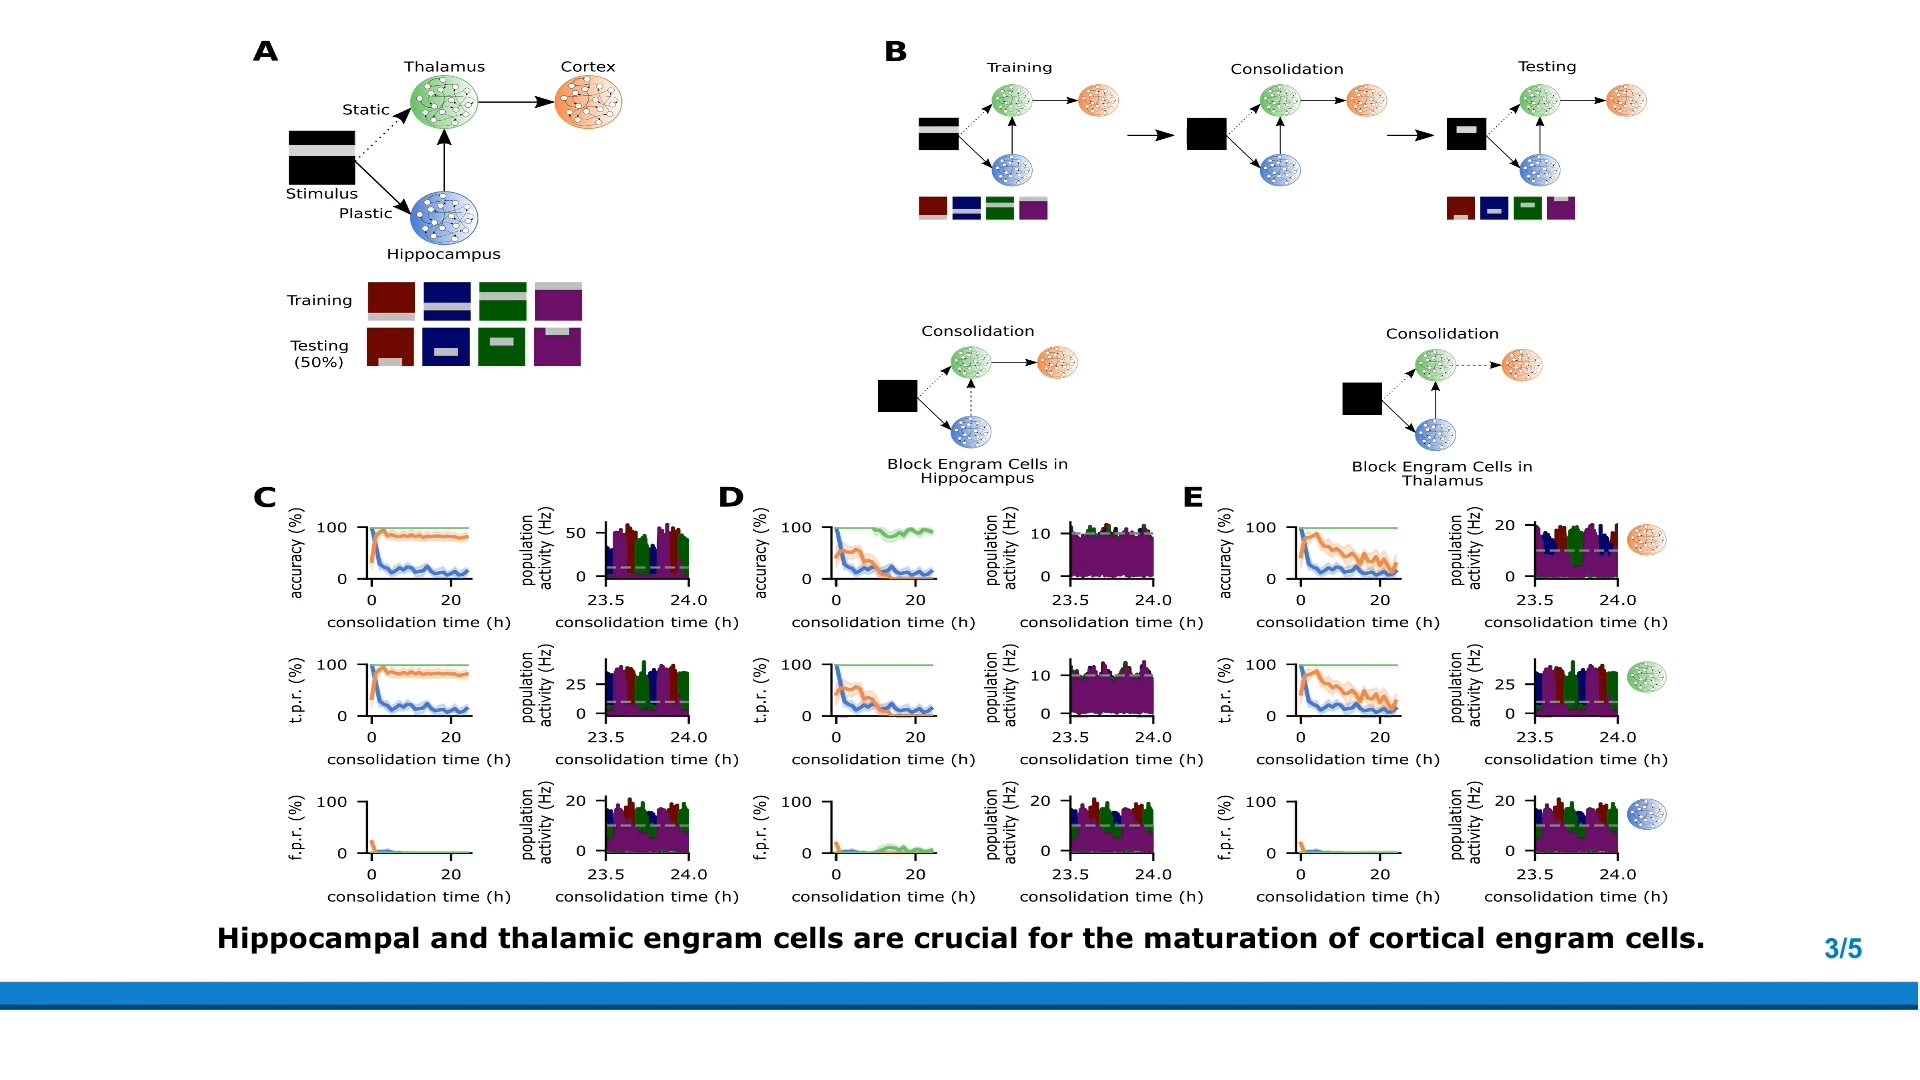 A
Thalamus
Cortex
Static
Stimulus
Plastic
Hippocampus
Training
Testing
(50%)
B
Training
Consolidation
Testing
Consolidation
Block Engram Cells in
Hippocampus
Consolidation
Block Engram Cells in
Thalamus
C
accuracy (%)
100
0
0 20
consolidation time (h)
population
activity (Hz)
50
0
23.5 24.0
consolidation time (h)
t.p.r. (%)
100
0
0 20
consolidation time (h)
population
activity (Hz)
25
0
23.5 24.0
consolidation time (h)
f.p.r. (%)
100
0
0 20
consolidation time (h)
population
activity (Hz)
20
0
23.5 24.0
consolidation time (h)
D
accuracy (%)
100
0
0 20
consolidation time (h)
population
activity (Hz)
10
0
23.5 24.0
consolidation time (h)
t.p.r. (%)
100
0
0 20
consolidation time (h)
population
activity (Hz)
10
0
23.5 24.0
consolidation time (h)
f.p.r. (%)
100
0
0 20
consolidation time (h)
population
activity (Hz)
20
0
23.5 24.0
consolidation time (h)
E
accuracy (%)
100
0
0 20
consolidation time (h)
population
activity (Hz)
20
0
23.5 24.0
consolidation time (h)
t.p.r. (%)
100
0
0 20
consolidation time (h)
population
activity (Hz)
25
0
23.5 24.0
consolidation time (h)
f.p.r. (%)
100
0
0 20
consolidation time (h)
population
activity (Hz)
20
0
23.5 24.0
consolidation time (h)
Hippocampal and thalamic engram cells are crucial for the maturation of cortical engram cells.
3/5